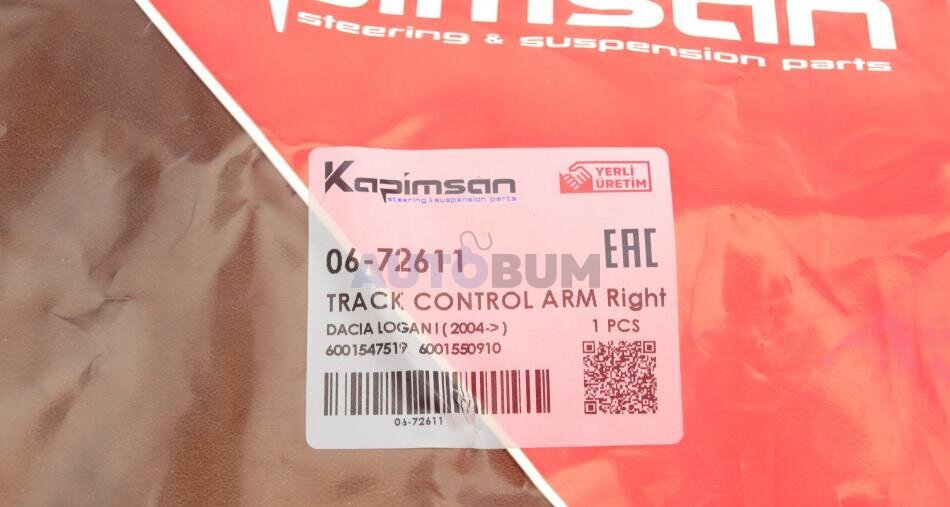 Kapimsan
steering & suspension parts
Kapimsan
steering & suspension parts
YERLİ
ÜRETİM
06-72611
EAC
AUTOBUM
TRACK CONTROL ARM Right
DACIA LOGAN I ( 2004-> )
1 PCS
6001547519 6001550910
06-72611